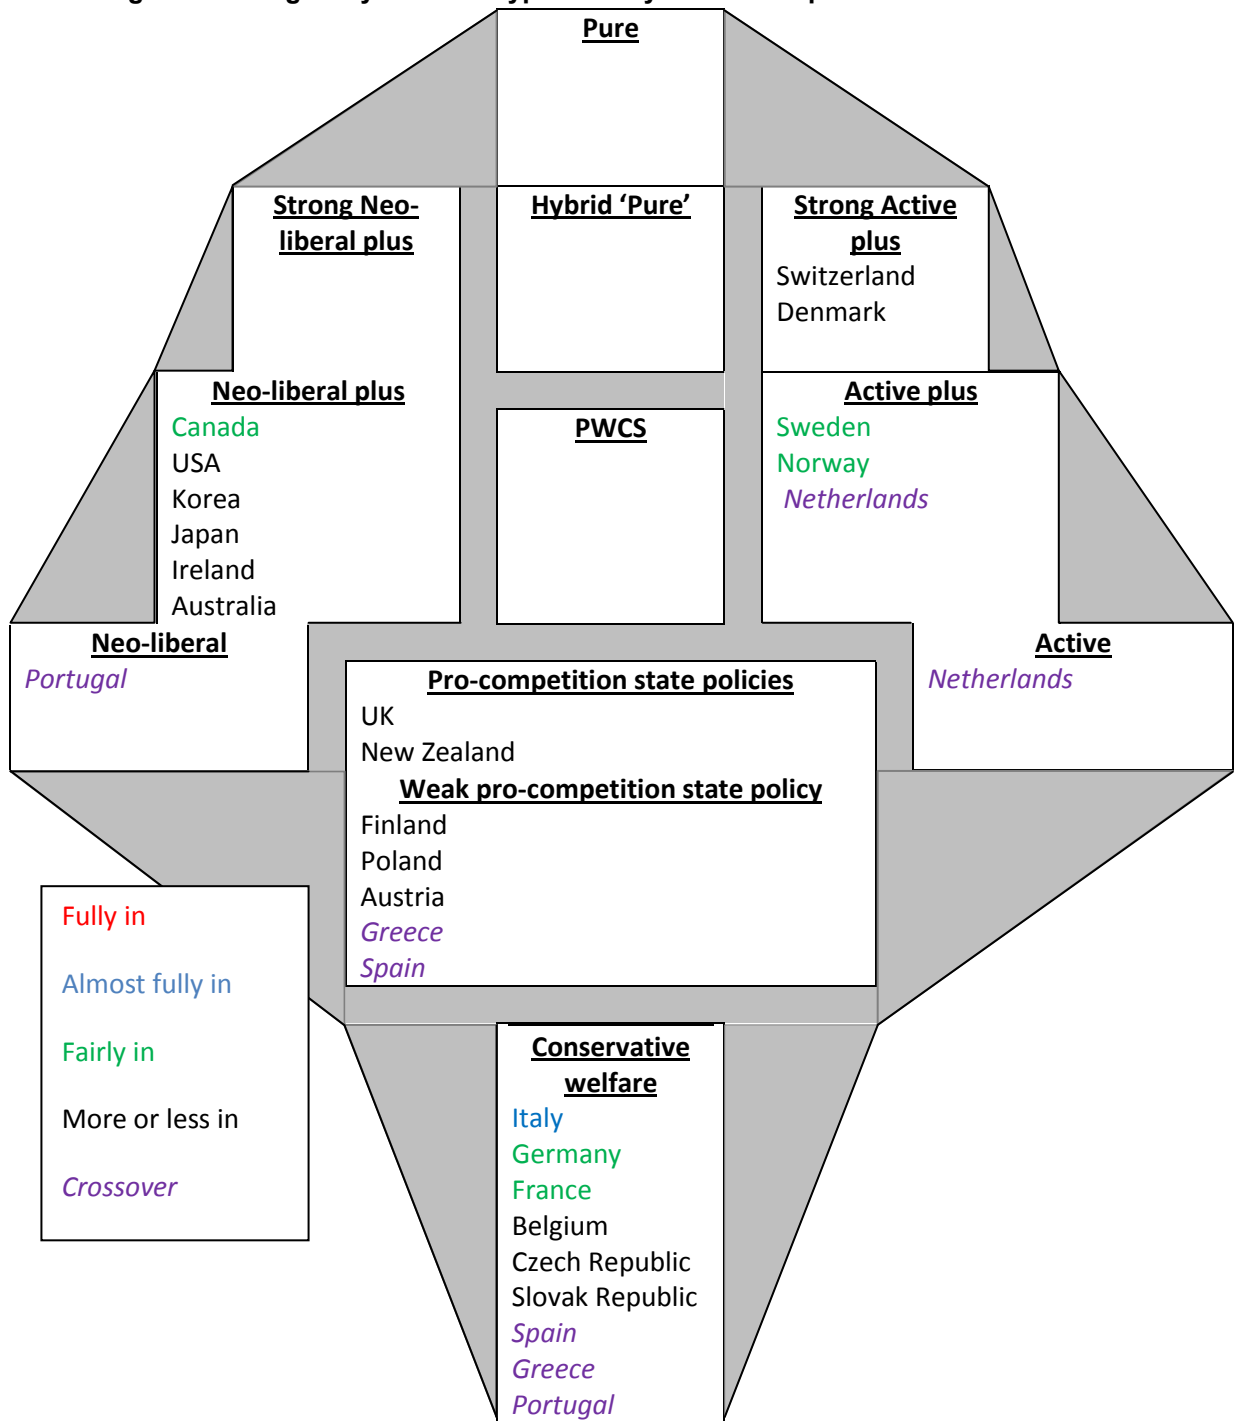 Pure
Strong Neo-
liberal plus
Hybrid ‘Pure’
Strong Active
plus
Switzerland
Denmark
Neo-liberal plus
Canada
USA
Korea
Japan
Ireland
Australia
PWCS
Active plus
Sweden
Norway
Netherlands
Neo-liberal
Portugal
Active
Netherlands
Pro-competition state policies
UK
New Zealand
Weak pro-competition state policy
Finland
Poland
Austria
Greece
Spain
Fully in
Almost fully in
Fairly in
More or less in
Crossover
Conservative
welfare
Italy
Germany
France
Belgium
Czech Republic
Slovak Republic
Spain
Greece
Portugal